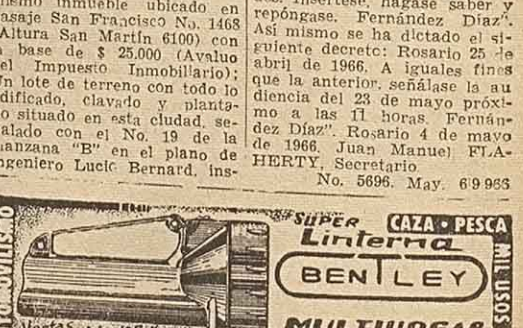 mismo inmueble ubicado en
Pasaje San Francisco No. 1468
(Altura San Martín 6100) con
base de $ 25.000 (Avaluo
del Impuesto Inmobiliario);
Un lote de terreno con todo lo
edificado, clavado y planta-
do situado en esta ciudad, se-
ñalado con el No. 19 de la
manzana "B" en el plano de
ingeniero Lucio Bernard, ins-
Insértese, hágase saber y
repóngase. Fernández Díaz".
Así mismo se ha dictado el si-
guiente decreto: Rosario 25 de
abril de 1966. A iguales fines
que la anterior, señálase la au
diencia del 23 de mayo próxi-
mo a las 11 horas. Fernán-
dez Díaz". Rosario 4 de mayo
de 1966. Juan Manuel FLA-
HERTY, Secretario
No. 5696. May. 6|9 966
AUTOMOVILISMO
SUPER
Linterna
BENTLEY
CAZA • PESCA
MIL USOS